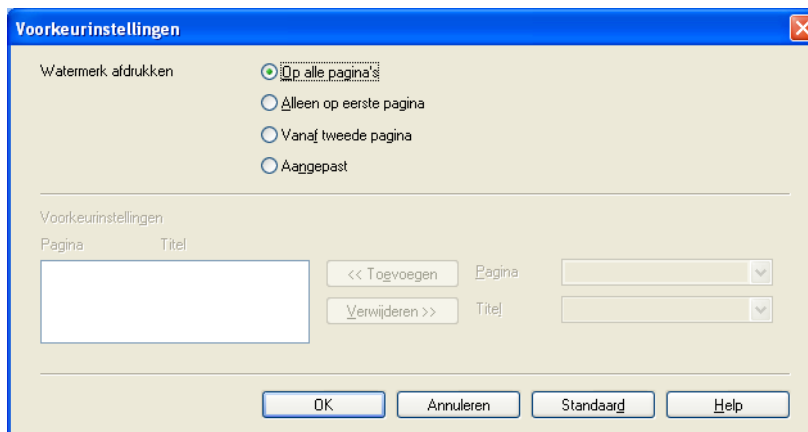 Voorkeurinstellingen
Watermerk afdrukken
Op alle pagina's
Alleen op eerste pagina
Vanaf tweede pagina
Aangepast
Voorkeurinstellingen
Pagina Titel
<< Toevoegen Pagina
Verwijderen >> Titel
OK Annuleren Standaard Help